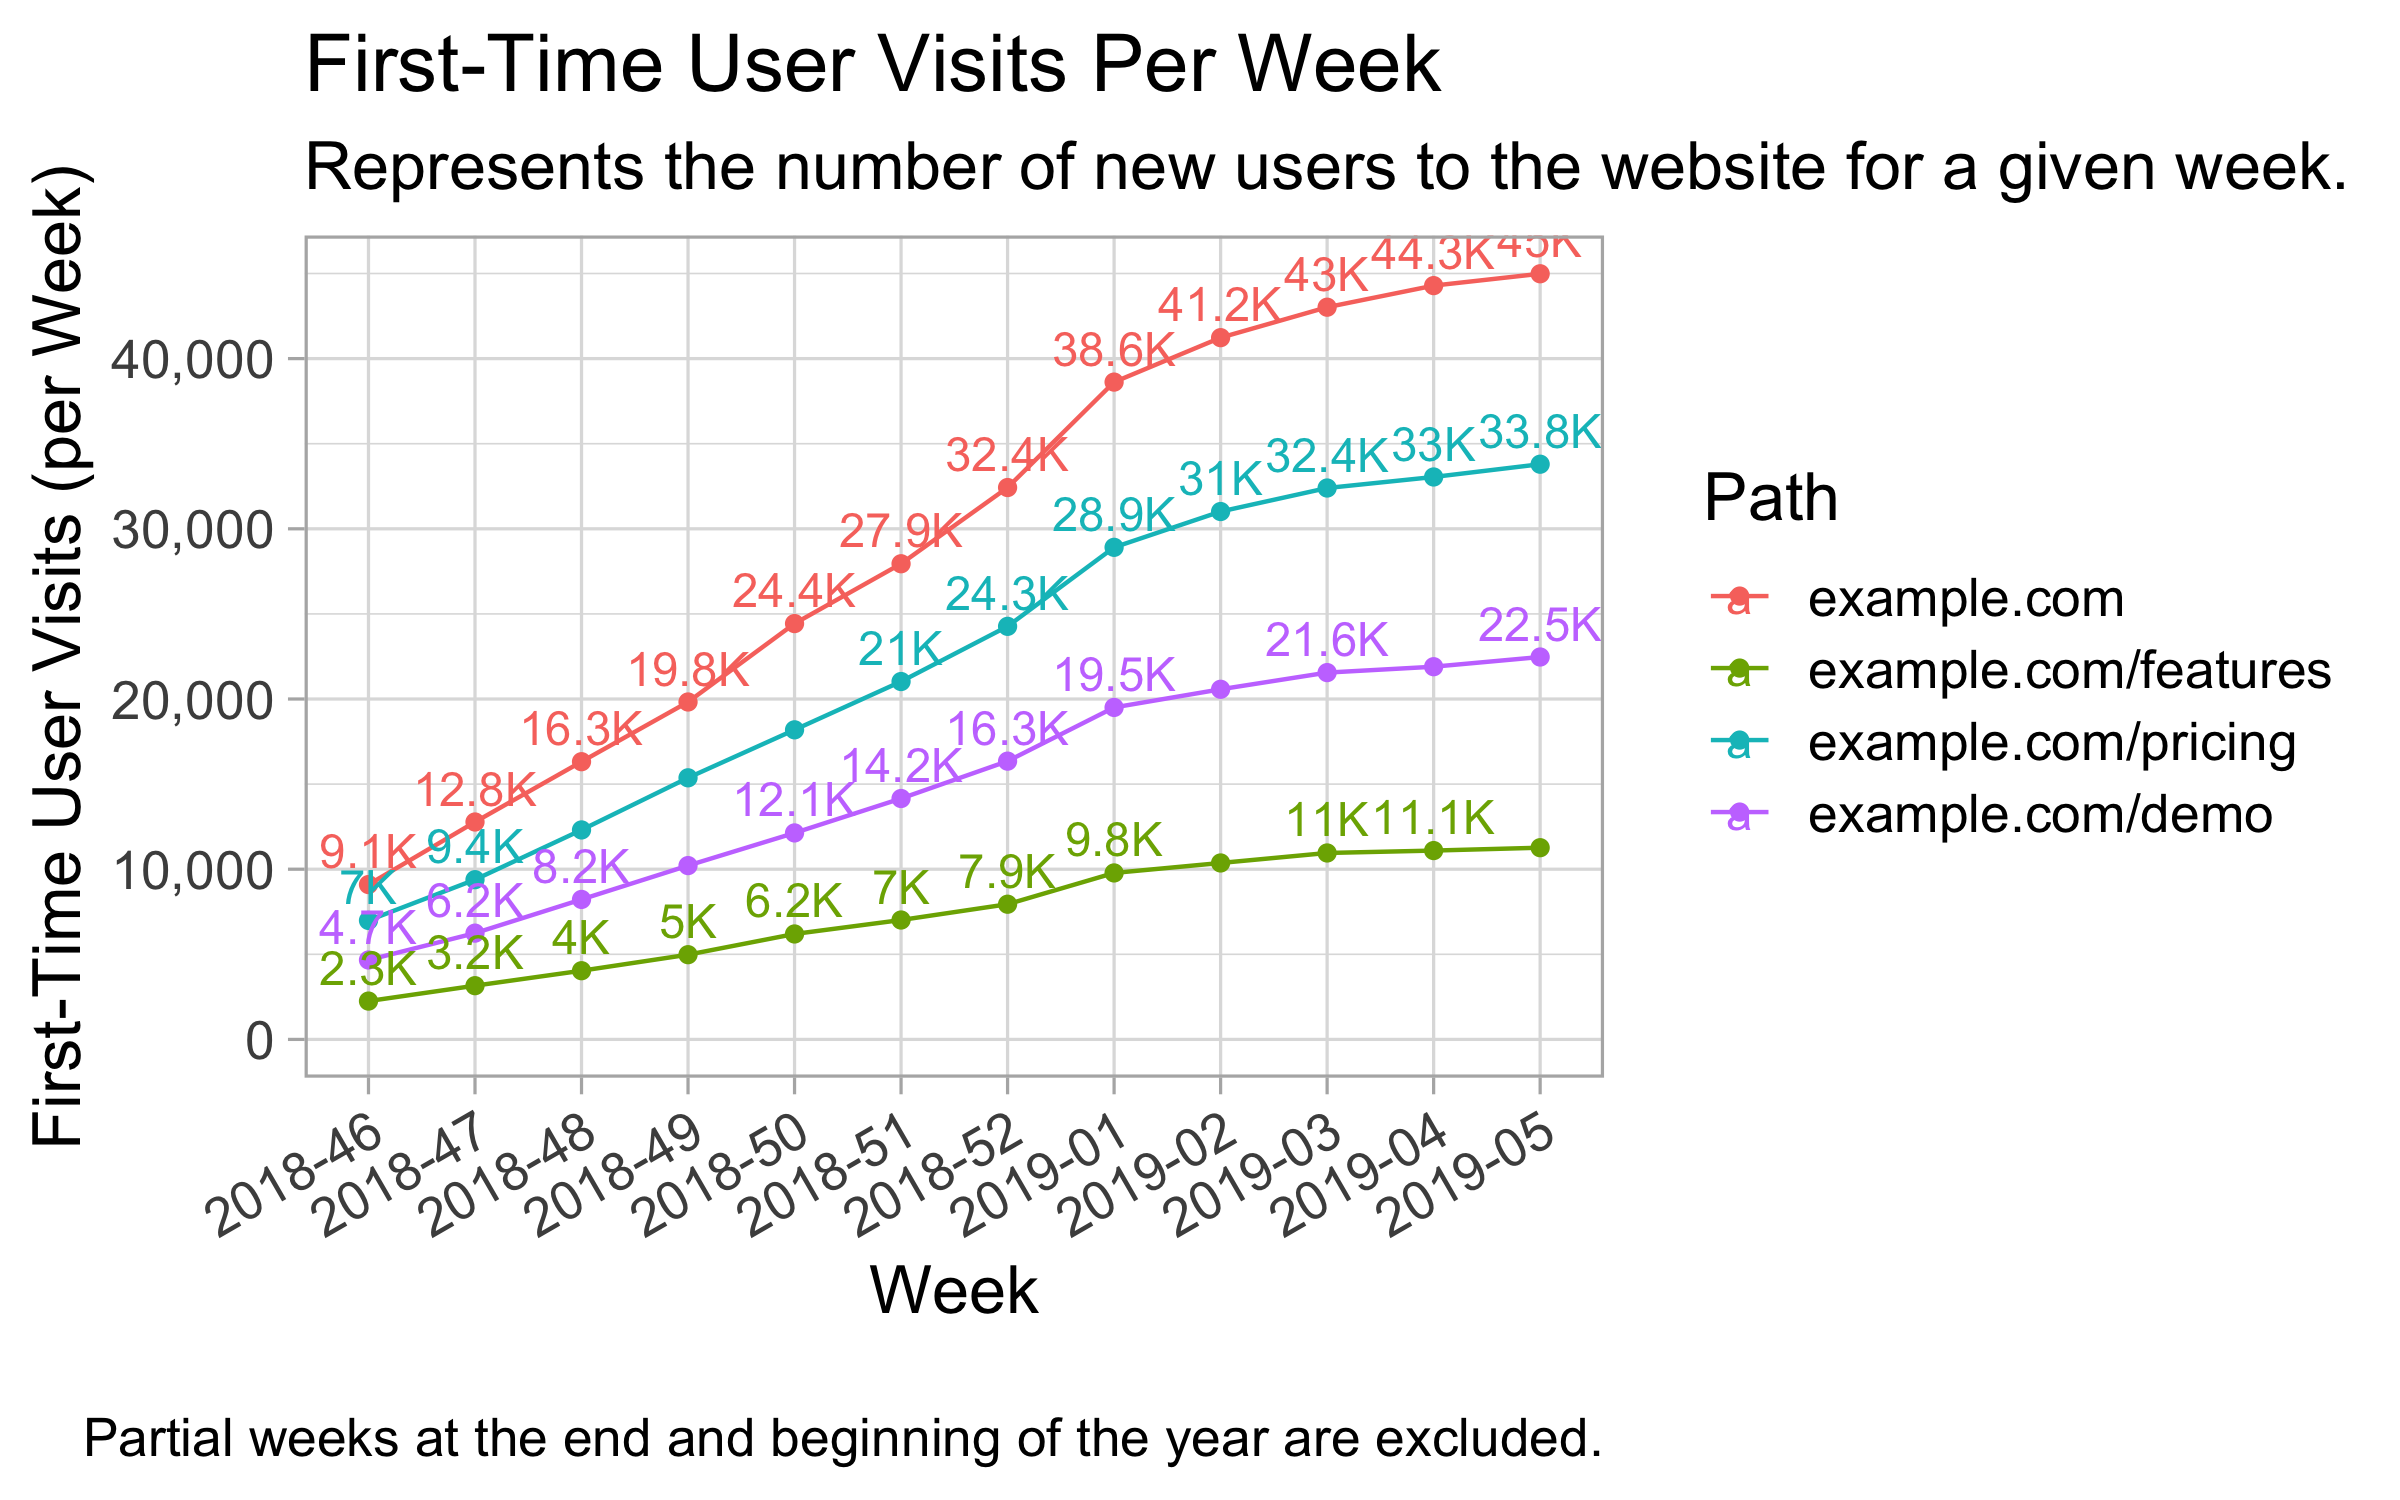 First-Time User Visits Per Week
Represents the number of new users to the website for a given week.
First-Time User Visits (per Week)
40,000
30,000
20,000
10,000
0
9.1K 12.8K 16.3K 19.8K 24.4K 27.9K 32.4K 38.6K 41.2K 43K 44.3K 45K
7K 9.4K 21K 24.3K 28.9K 31K 32.4K 33K 33.8K
4.7K 6.2K 8.2K 12.1K 14.2K 16.3K 19.5K 21.6K 22.5K
2.3K 3.2K 4K 5K 6.2K 7K 7.9K 9.8K 11K 11.1K
2018-46 2018-47 2018-48 2018-49 2018-50 2018-51 2018-52 2019-01 2019-02 2019-03 2019-04 2019-05
Week
Path
a example.com
a example.com/features
a example.com/pricing
a example.com/demo
Partial weeks at the end and beginning of the year are excluded.